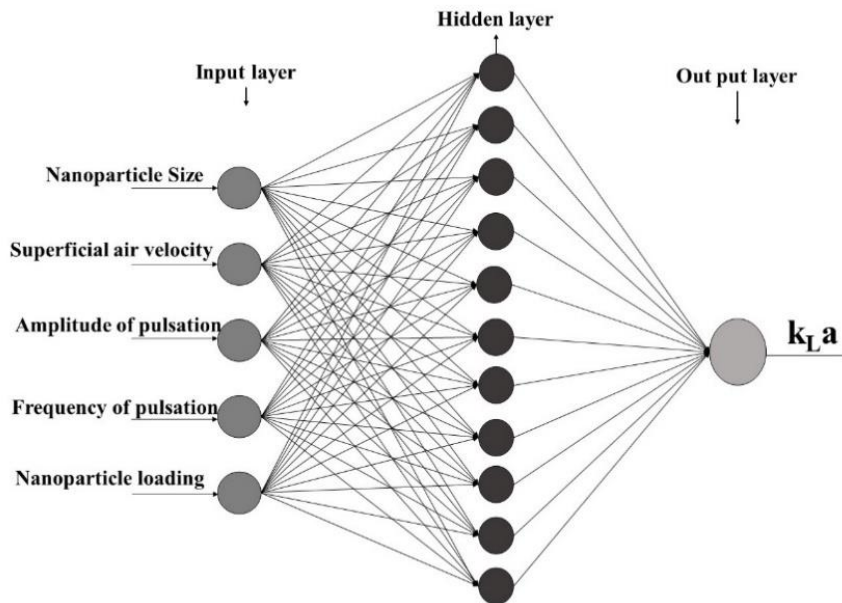 Hidden layer
Input layer
Out put layer
Nanoparticle Size
Superficial air velocity
Amplitude of pulsation
k_La
Frequency of pulsation
Nanoparticle loading